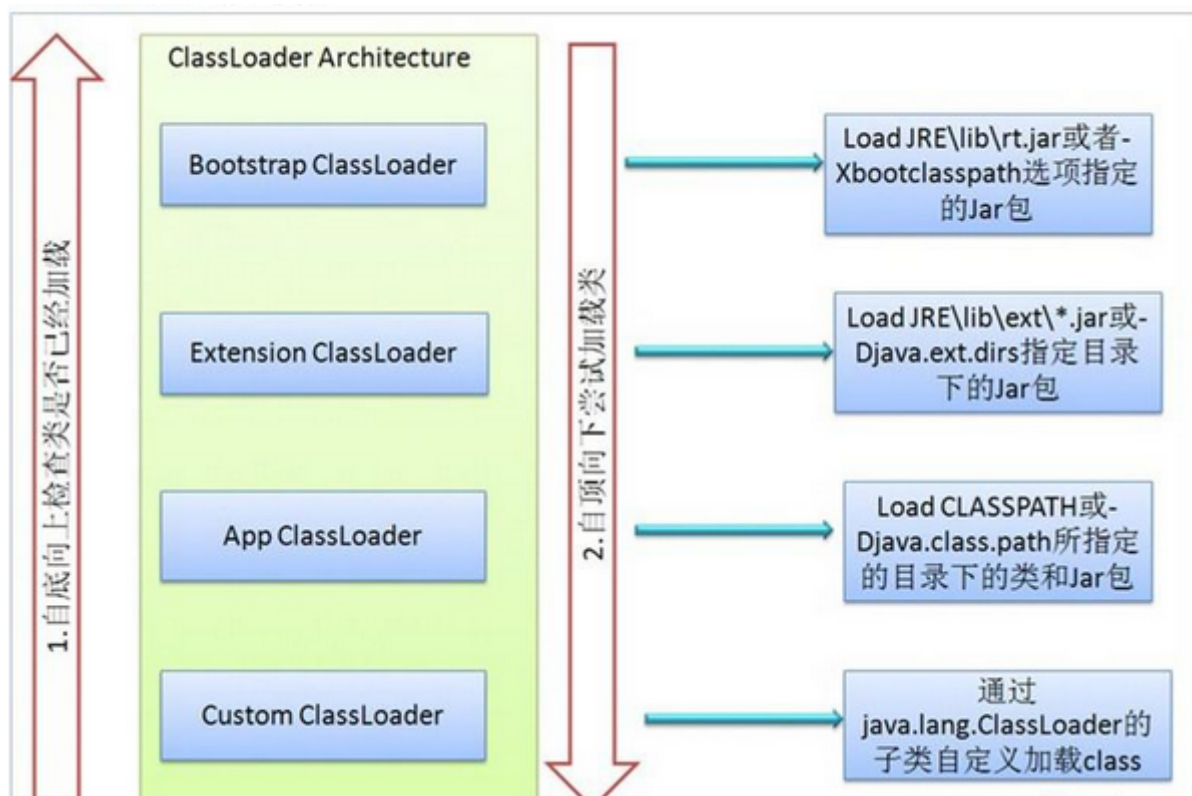 ClassLoader Architecture
Bootstrap ClassLoader
Extension ClassLoader
App ClassLoader
Custom ClassLoader
1.自底向上检查类是否已经加载
2.自顶向下尝试加载类
Load JRE\lib\rt.jar或者-
Xbootclasspath选项指定
的Jar包
Load JRE\lib\ext\*.jar或-
Djava.ext.dirs指定目录
下的Jar包
Load CLASSPATH或-
Djava.class.path所指定
的目录下的类和Jar包
通过
java.lang.ClassLoader的
子类自定义加载class